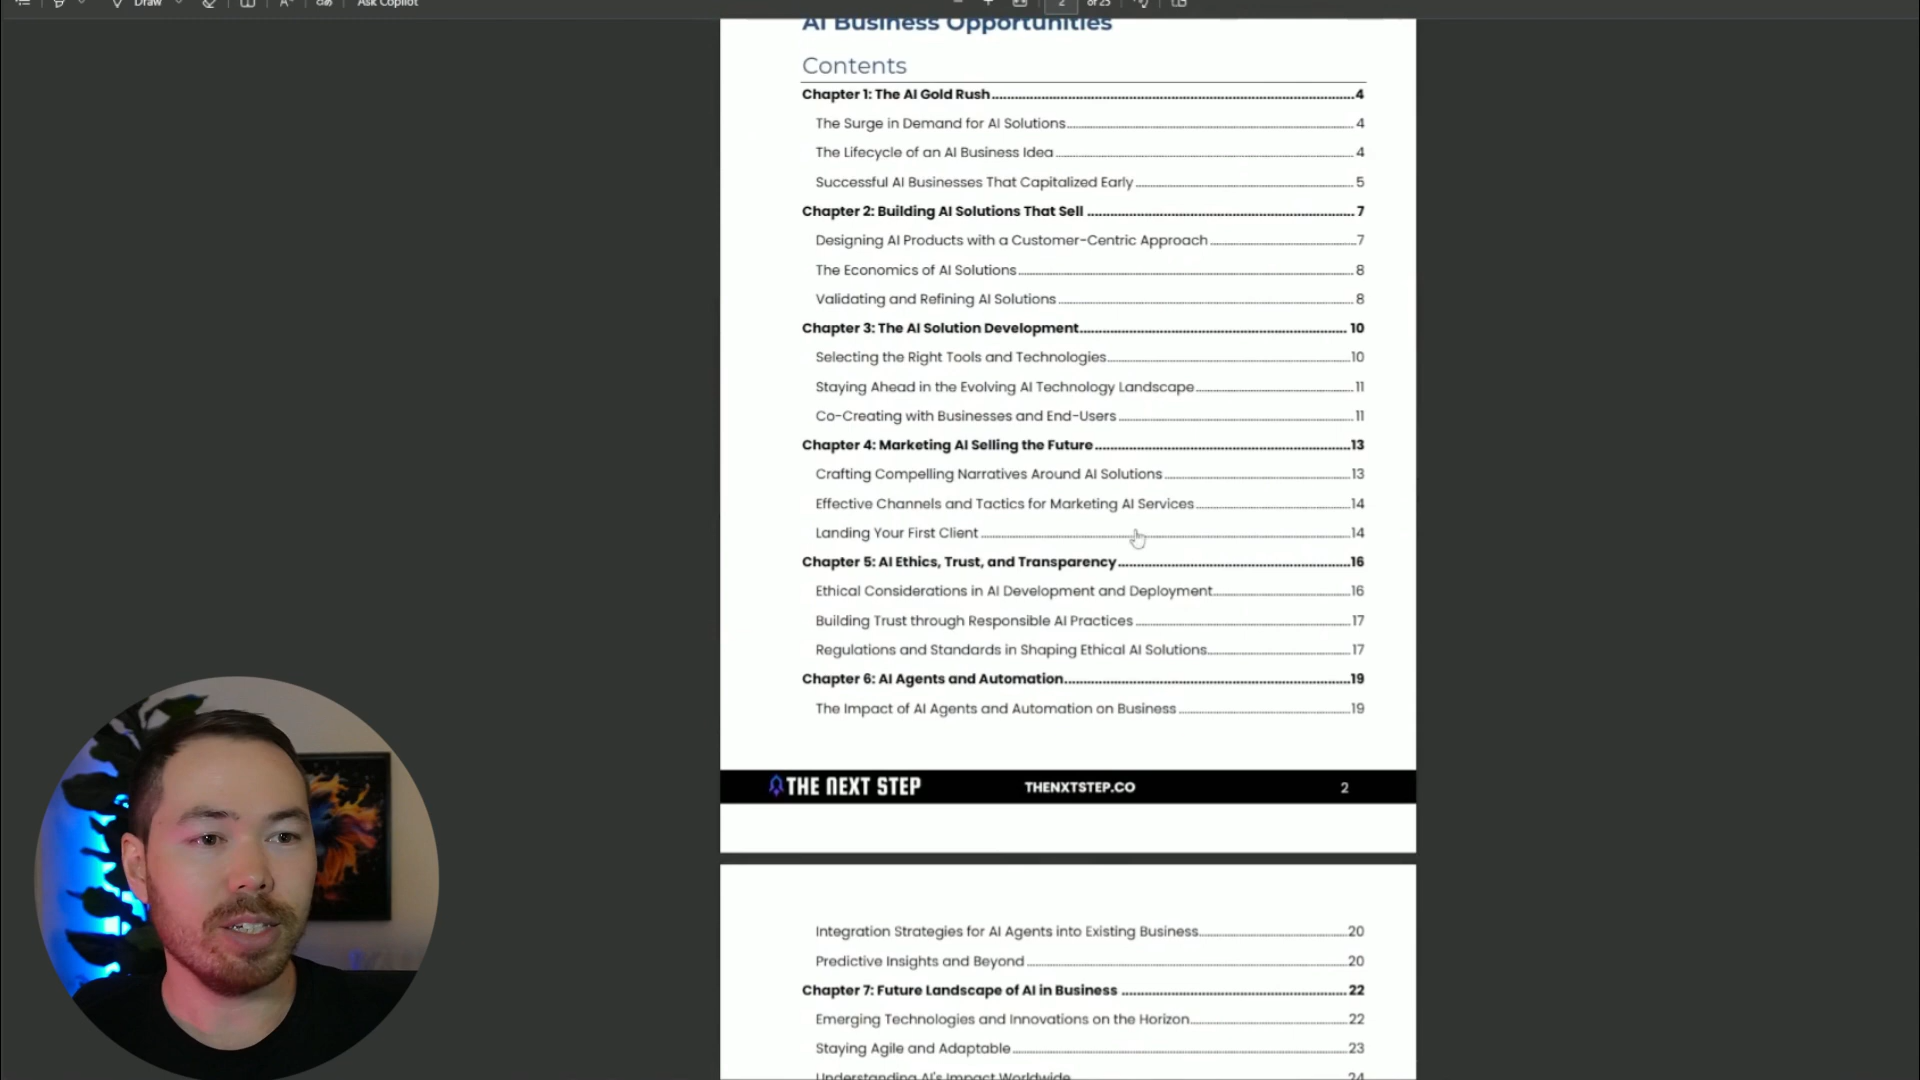 Draw
Ask Copilot
2 of 25
AI Business Opportunities
Contents
Chapter 1: The AI Gold Rush 4
The Surge in Demand for AI Solutions 4
The Lifecycle of an AI Business Idea 4
Successful AI Businesses That Capitalized Early 5
Chapter 2: Building AI Solutions That Sell 7
Designing AI Products with a Customer-Centric Approach 7
The Economics of AI Solutions 8
Validating and Refining AI Solutions 8
Chapter 3: The AI Solution Development 10
Selecting the Right Tools and Technologies 10
Staying Ahead in the Evolving AI Technology Landscape 11
Co-Creating with Businesses and End-Users 11
Chapter 4: Marketing AI Selling the Future 13
Crafting Compelling Narratives Around AI Solutions 13
Effective Channels and Tactics for Marketing AI Services 14
Landing Your First Client 14
Chapter 5: AI Ethics, Trust, and Transparency 16
Ethical Considerations in AI Development and Deployment 16
Building Trust through Responsible AI Practices 17
Regulations and Standards in Shaping Ethical AI Solutions 17
Chapter 6: AI Agents and Automation 19
The Impact of AI Agents and Automation on Business 19
THE NEXT STEP THENXTSTEP.CO 2
Integration Strategies for AI Agents into Existing Business 20
Predictive Insights and Beyond 20
Chapter 7: Future Landscape of AI in Business 22
Emerging Technologies and Innovations on the Horizon 22
Staying Agile and Adaptable 23
Understanding AI's Impact Worldwide 24